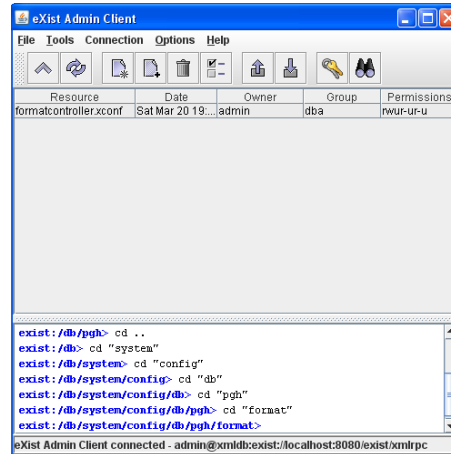 eXist Admin Client
File Tools Connection Options Help
Resource Date Owner Group Permissions
formatcontroller.xconf Sat Mar 20 19:... admin dba rwur-ur-u
exist:/db/pgh> cd ..
exist:/db> cd "system"
exist:/db/system> cd "config"
exist:/db/system/config> cd "db"
exist:/db/system/config/db> cd "pgh"
exist:/db/system/config/db/pgh> cd "format"
exist:/db/system/config/db/pgh/format>
eXist Admin Client connected - admin@xmldb:exist://localhost:8080/exist/xmlrpc